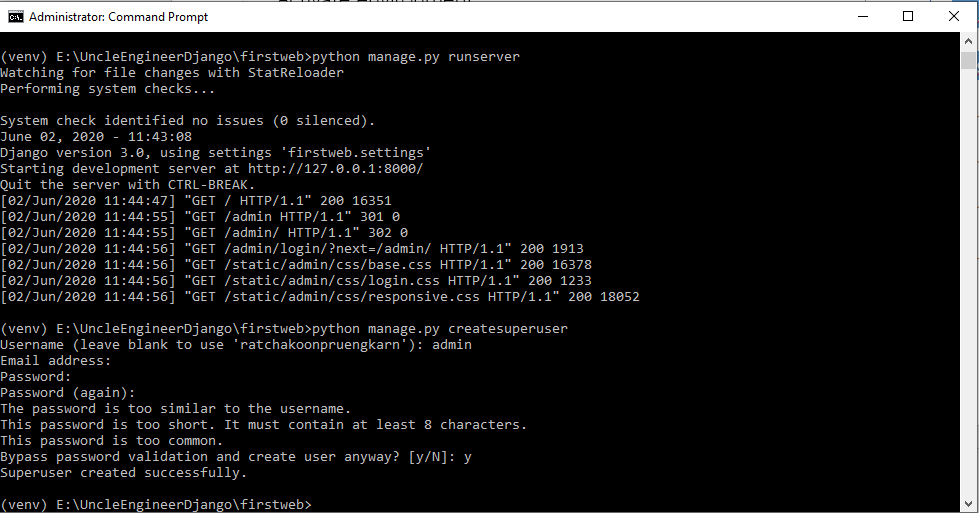 Administrator: Command Prompt
(venv) E:\UncleEngineerDjango\firstweb>python manage.py runserver
Watching for file changes with StatReloader
Performing system checks...
System check identified no issues (0 silenced).
June 02, 2020 - 11:43:08
Django version 3.0, using settings 'firstweb.settings'
Starting development server at http://127.0.0.1:8000/
Quit the server with CTRL-BREAK.
[02/Jun/2020 11:44:47] "GET / HTTP/1.1" 200 16351
[02/Jun/2020 11:44:55] "GET /admin HTTP/1.1" 301 0
[02/Jun/2020 11:44:55] "GET /admin/ HTTP/1.1" 302 0
[02/Jun/2020 11:44:56] "GET /admin/login/?next=/admin/ HTTP/1.1" 200 1913
[02/Jun/2020 11:44:56] "GET /static/admin/css/base.css HTTP/1.1" 200 16378
[02/Jun/2020 11:44:56] "GET /static/admin/css/login.css HTTP/1.1" 200 1233
[02/Jun/2020 11:44:56] "GET /static/admin/css/responsive.css HTTP/1.1" 200 18052
(venv) E:\UncleEngineerDjango\firstweb>python manage.py createsuperuser
Username (leave blank to use 'ratchakoonpruengkarn'): admin
Email address:
Password:
Password (again):
The password is too similar to the username.
This password is too short. It must contain at least 8 characters.
This password is too common.
Bypass password validation and create user anyway? [y/N]: y
Superuser created successfully.
(venv) E:\UncleEngineerDjango\firstweb>